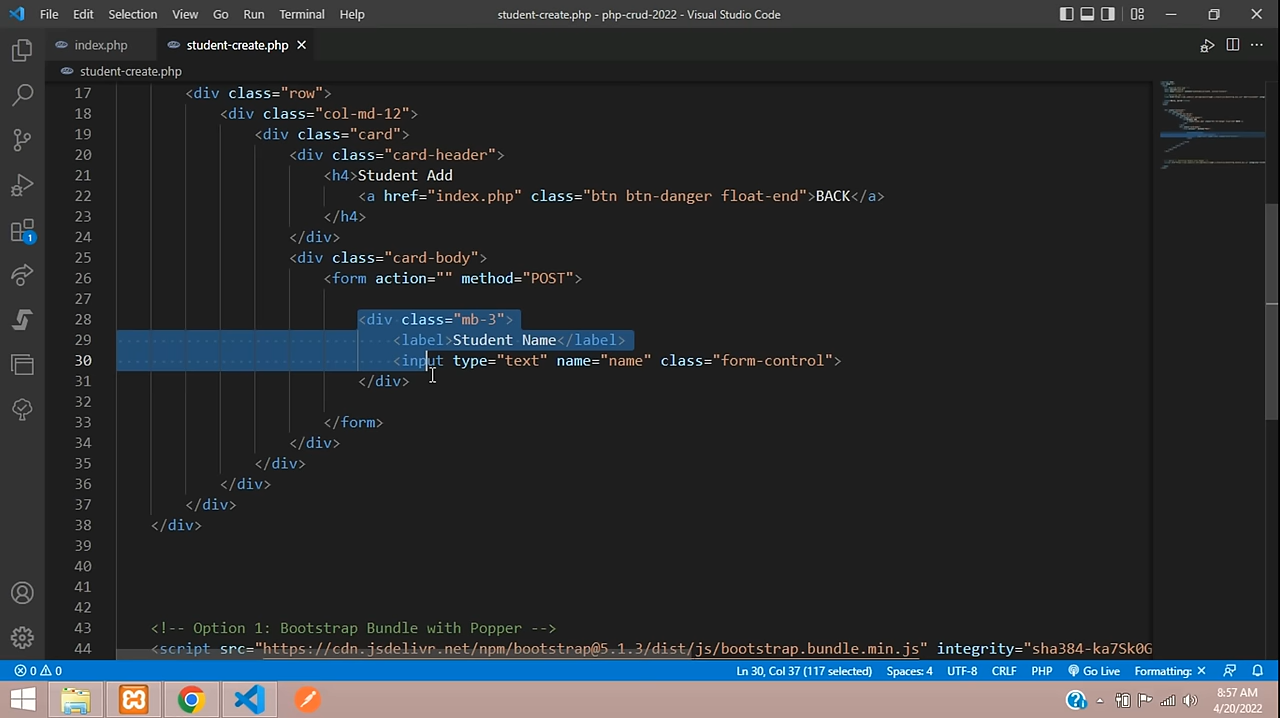 File Edit Selection View Go Run Terminal Help student-create.php - php-crud-2022 - Visual Studio Code
index.php student-create.php
student-create.php
17 <div class="row">
18 <div class="col-md-12">
19 <div class="card">
20 <div class="card-header">
21 <h4>Student Add
22 <a href="index.php" class="btn btn-danger float-end">BACK</a>
23 </h4>
24 </div>
25 <div class="card-body">
26 <form action="" method="POST">
27
28 <div class="mb-3">
29 <label>Student Name</label>
30 <input type="text" name="name" class="form-control">
31 </div>
32
33 </form>
34 </div>
35 </div>
36 </div>
37 </div>
38 </div>
39
40
41
42
43 <!-- Option 1: Bootstrap Bundle with Popper -->
44 <script src="https://cdn.jsdelivr.net/npm/bootstrap@5.1.3/dist/js/bootstrap.bundle.min.js" integrity="sha384-ka7Sk0G
1
0 0 Ln 30, Col 37 (117 selected) Spaces: 4 UTF-8 CRLF PHP Go Live Formatting: ×
8:57 AM
4/20/2022